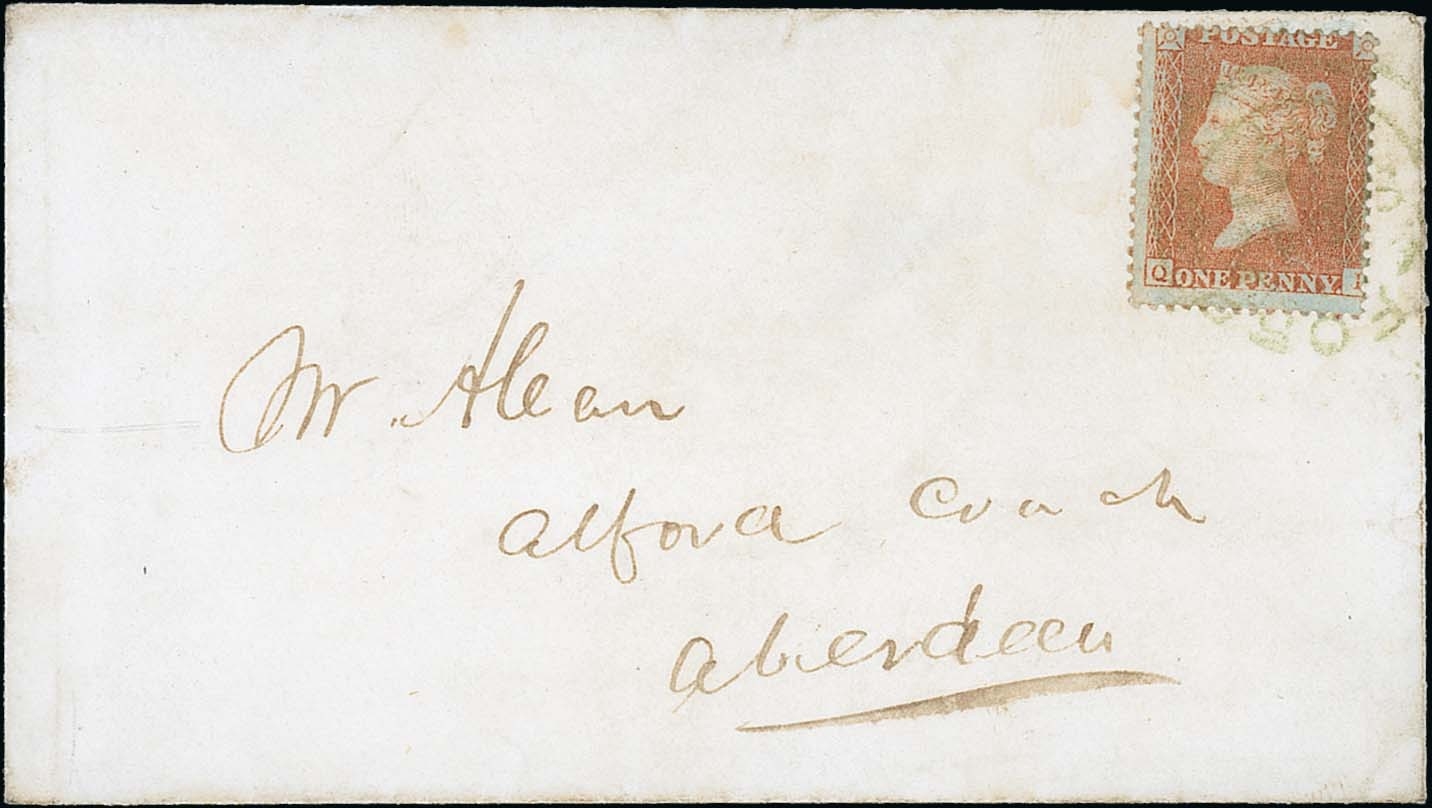 POSTAGE
Q ONE PENNY.
Mr. Alean
Alford Coach
Aberdeen